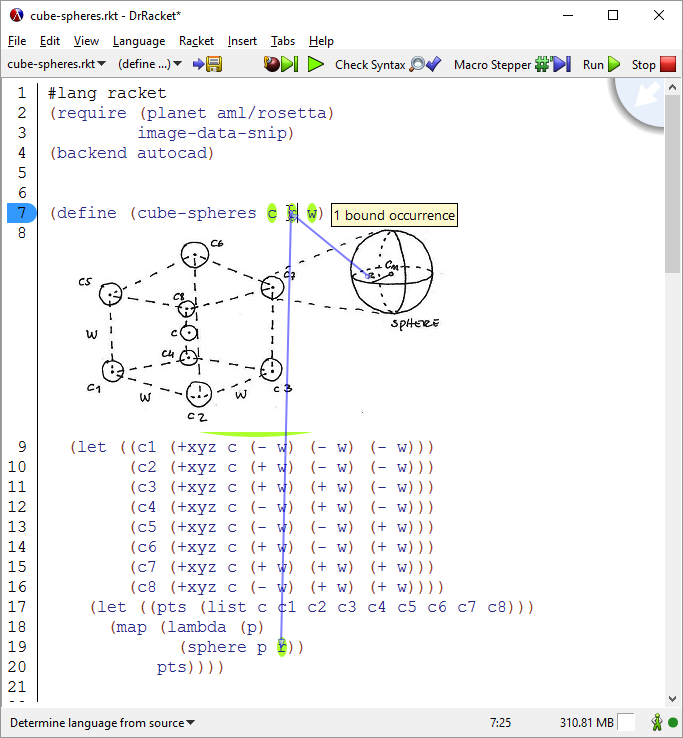 cube-spheres.rkt - DrRacket*
File Edit View Language Racket Insert Tabs Help
cube-spheres.rkt (define ...) Check Syntax Macro Stepper Run Stop
1 #lang racket
2 (require (planet aml/rosetta)
3 image-data-snip)
4 (backend autocad)
5
6
7 (define (cube-spheres c r w) 1 bound occurrence
8
C6
C5 C7
C8 R Cm
W C
C4 SPHERE
C1 W W C3
C2
9 (let ((c1 (+xyz c (- w) (- w) (- w)))
10 (c2 (+xyz c (+ w) (- w) (- w)))
11 (c3 (+xyz c (+ w) (+ w) (- w)))
12 (c4 (+xyz c (- w) (+ w) (- w)))
13 (c5 (+xyz c (- w) (- w) (+ w)))
14 (c6 (+xyz c (+ w) (- w) (+ w)))
15 (c7 (+xyz c (+ w) (+ w) (+ w)))
16 (c8 (+xyz c (- w) (+ w) (+ w))))
17 (let ((pts (list c c1 c2 c3 c4 c5 c6 c7 c8)))
18 (map (lambda (p)
19 (sphere p r))
20 pts))))
21
Determine language from source 7:25 310.81 MB